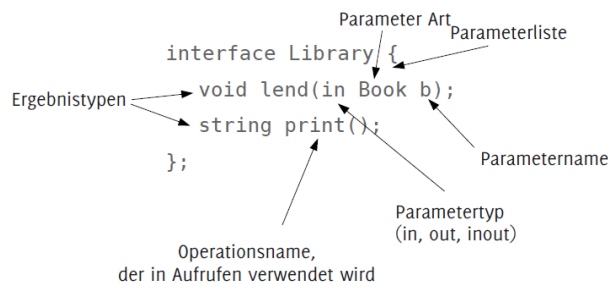 Parameter Art
Parameterliste
interface Library {
Ergebnistypen
void lend(in Book b);
string print();
};
Parametername
Parametertyp
(in, out, inout)
Operationsname,
der in Aufrufen verwendet wird